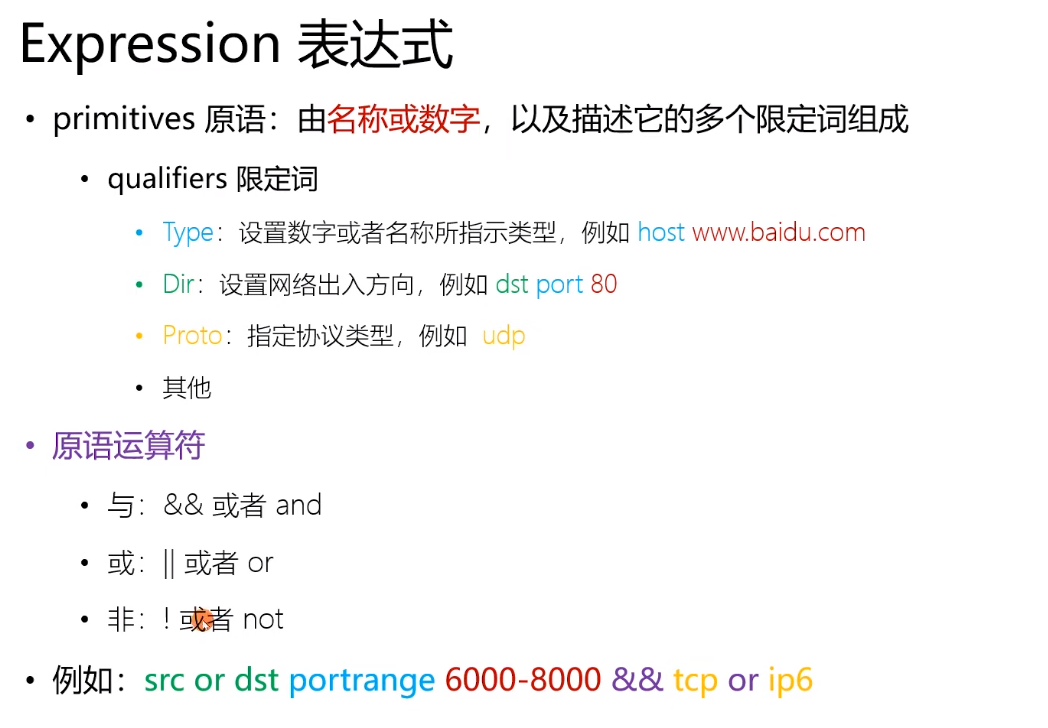 Expression 表达式
• primitives 原语：由名称或数字，以及描述它的多个限定词组成
• qualifiers 限定词
• Type：设置数字或者名称所指示类型，例如 host www.baidu.com
• Dir：设置网络出入方向，例如 dst port 80
• Proto：指定协议类型，例如 udp
• 其他
• 原语运算符
• 与：&& 或者 and
• 或：|| 或者 or
• 非：! 或者 not
• 例如：src or dst portrange 6000-8000 && tcp or ip6